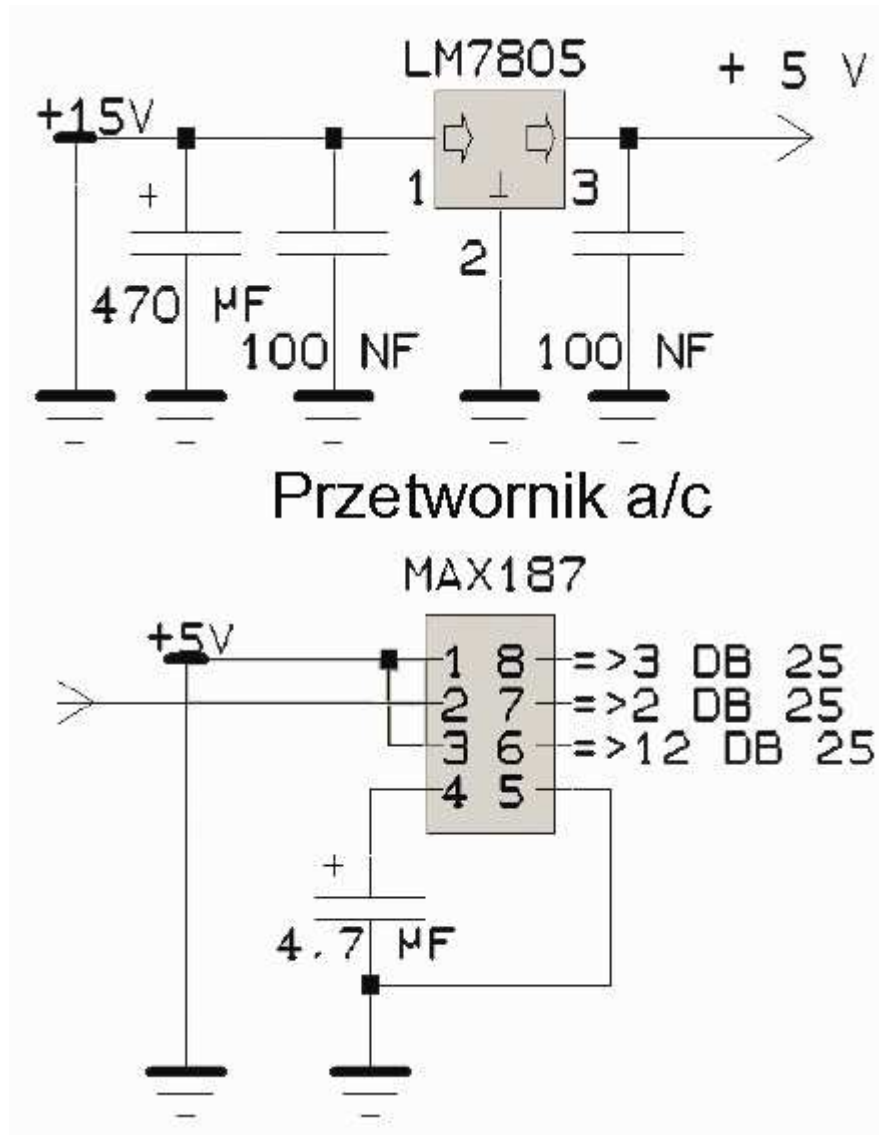 LM7805
+ 5 V
+15V
1 3
+
2
470 µF
100 NF 100 NF
Przetwornik a/c
MAX187
+5V
1 8 =>3 DB 25
2 7 =>2 DB 25
3 6 =>12 DB 25
4 5
+
4.7 µF